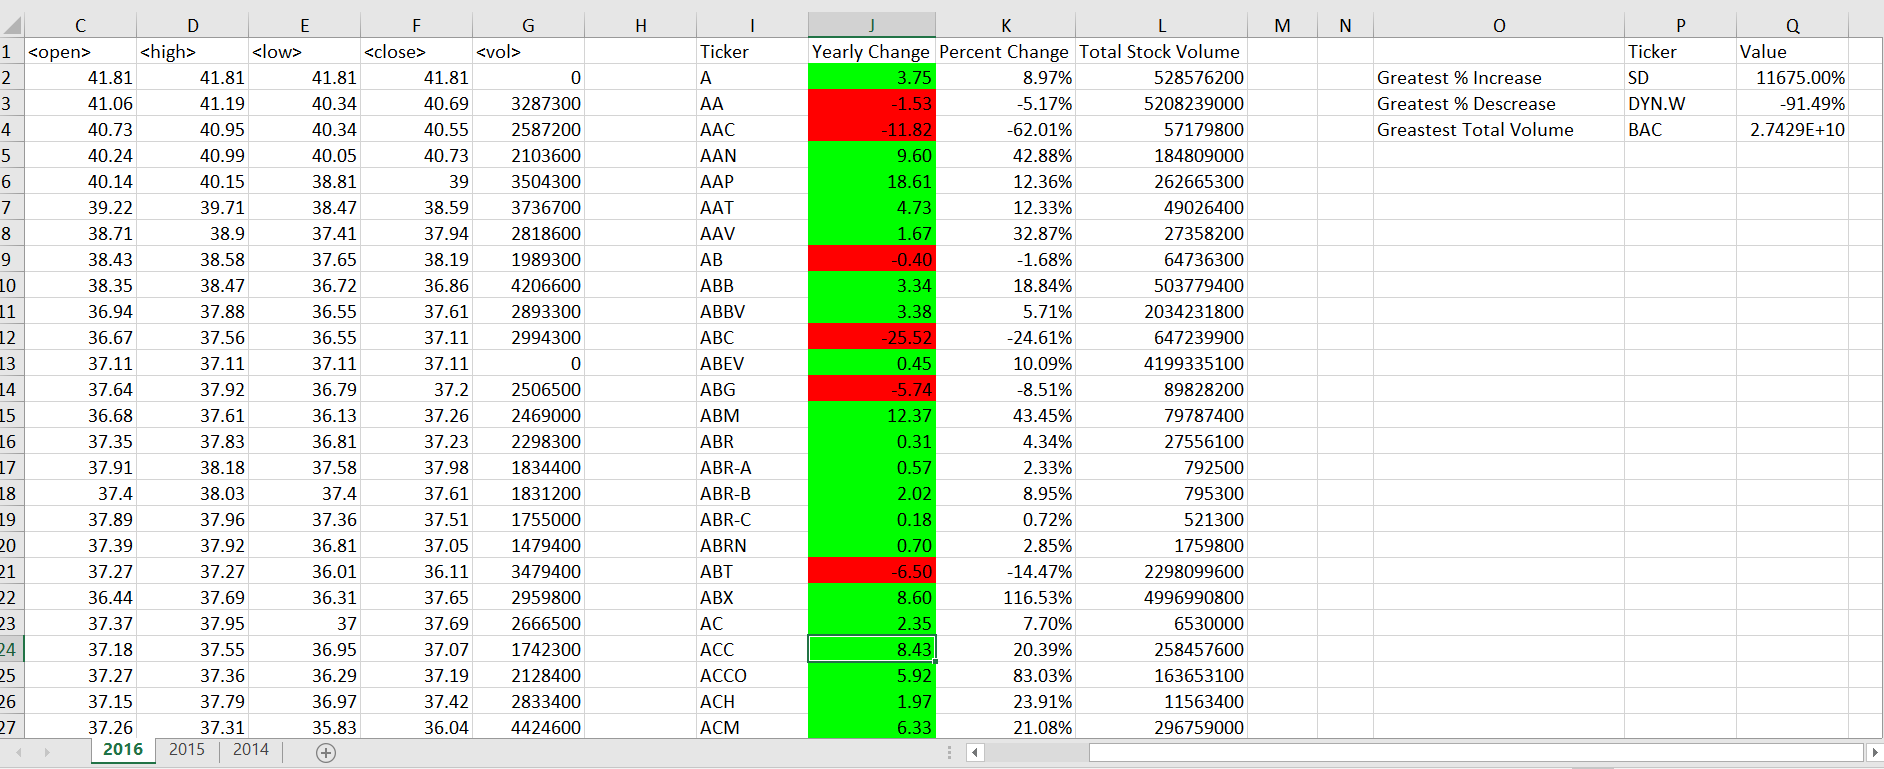 C D E F G H I J K L M N O P Q
1 <open> <high> <low> <close> <vol> Ticker Yearly Change Percent Change Total Stock Volume Ticker Value
2 41.81 41.81 41.81 41.81 0 A 3.75 8.97% 528576200 Greatest % Increase SD 11675.00%
3 41.06 41.19 40.34 40.69 3287300 AA -1.53 -5.17% 5208239000 Greatest % Descrease DYN.W -91.49%
4 40.73 40.95 40.34 40.55 2587200 AAC -11.82 -62.01% 57179800 Greastest Total Volume BAC 2.7429E+10
5 40.24 40.99 40.05 40.73 2103600 AAN 9.60 42.88% 184809000
6 40.14 40.15 38.81 39 3504300 AAP 18.61 12.36% 262665300
7 39.22 39.71 38.47 38.59 3736700 AAT 4.73 12.33% 49026400
8 38.71 38.9 37.41 37.94 2818600 AAV 1.67 32.87% 27358200
9 38.43 38.58 37.65 38.19 1989300 AB -0.40 -1.68% 64736300
10 38.35 38.47 36.72 36.86 4206600 ABB 3.34 18.84% 503779400
11 36.94 37.88 36.55 37.61 2893300 ABBV 3.38 5.71% 2034231800
12 36.67 37.56 36.55 37.11 2994300 ABC -25.52 -24.61% 647239900
13 37.11 37.11 37.11 37.11 0 ABEV 0.45 10.09% 4199335100
14 37.64 37.92 36.79 37.2 2506500 ABG -5.74 -8.51% 89828200
15 36.68 37.61 36.13 37.26 2469000 ABM 12.37 43.45% 79787400
16 37.35 37.83 36.81 37.23 2298300 ABR 0.31 4.34% 27556100
17 37.91 38.18 37.58 37.98 1834400 ABR-A 0.57 2.33% 792500
18 37.4 38.03 37.4 37.61 1831200 ABR-B 2.02 8.95% 795300
19 37.89 37.96 37.36 37.51 1755000 ABR-C 0.18 0.72% 521300
20 37.39 37.92 36.81 37.05 1479400 ABRN 0.70 2.85% 1759800
21 37.27 37.27 36.01 36.11 3479400 ABT -6.50 -14.47% 2298099600
22 36.44 37.69 36.31 37.65 2959800 ABX 8.60 116.53% 4996990800
23 37.37 37.95 37 37.69 2666500 AC 2.35 7.70% 6530000
24 37.18 37.55 36.95 37.07 1742300 ACC 8.43 20.39% 258457600
25 37.27 37.36 36.29 37.19 2128400 ACCO 5.92 83.03% 163653100
26 37.15 37.79 36.97 37.42 2833400 ACH 1.97 23.91% 11563400
27 37.26 37.31 35.83 36.04 4424600 ACM 6.33 21.08% 296759000
2016 2015 2014